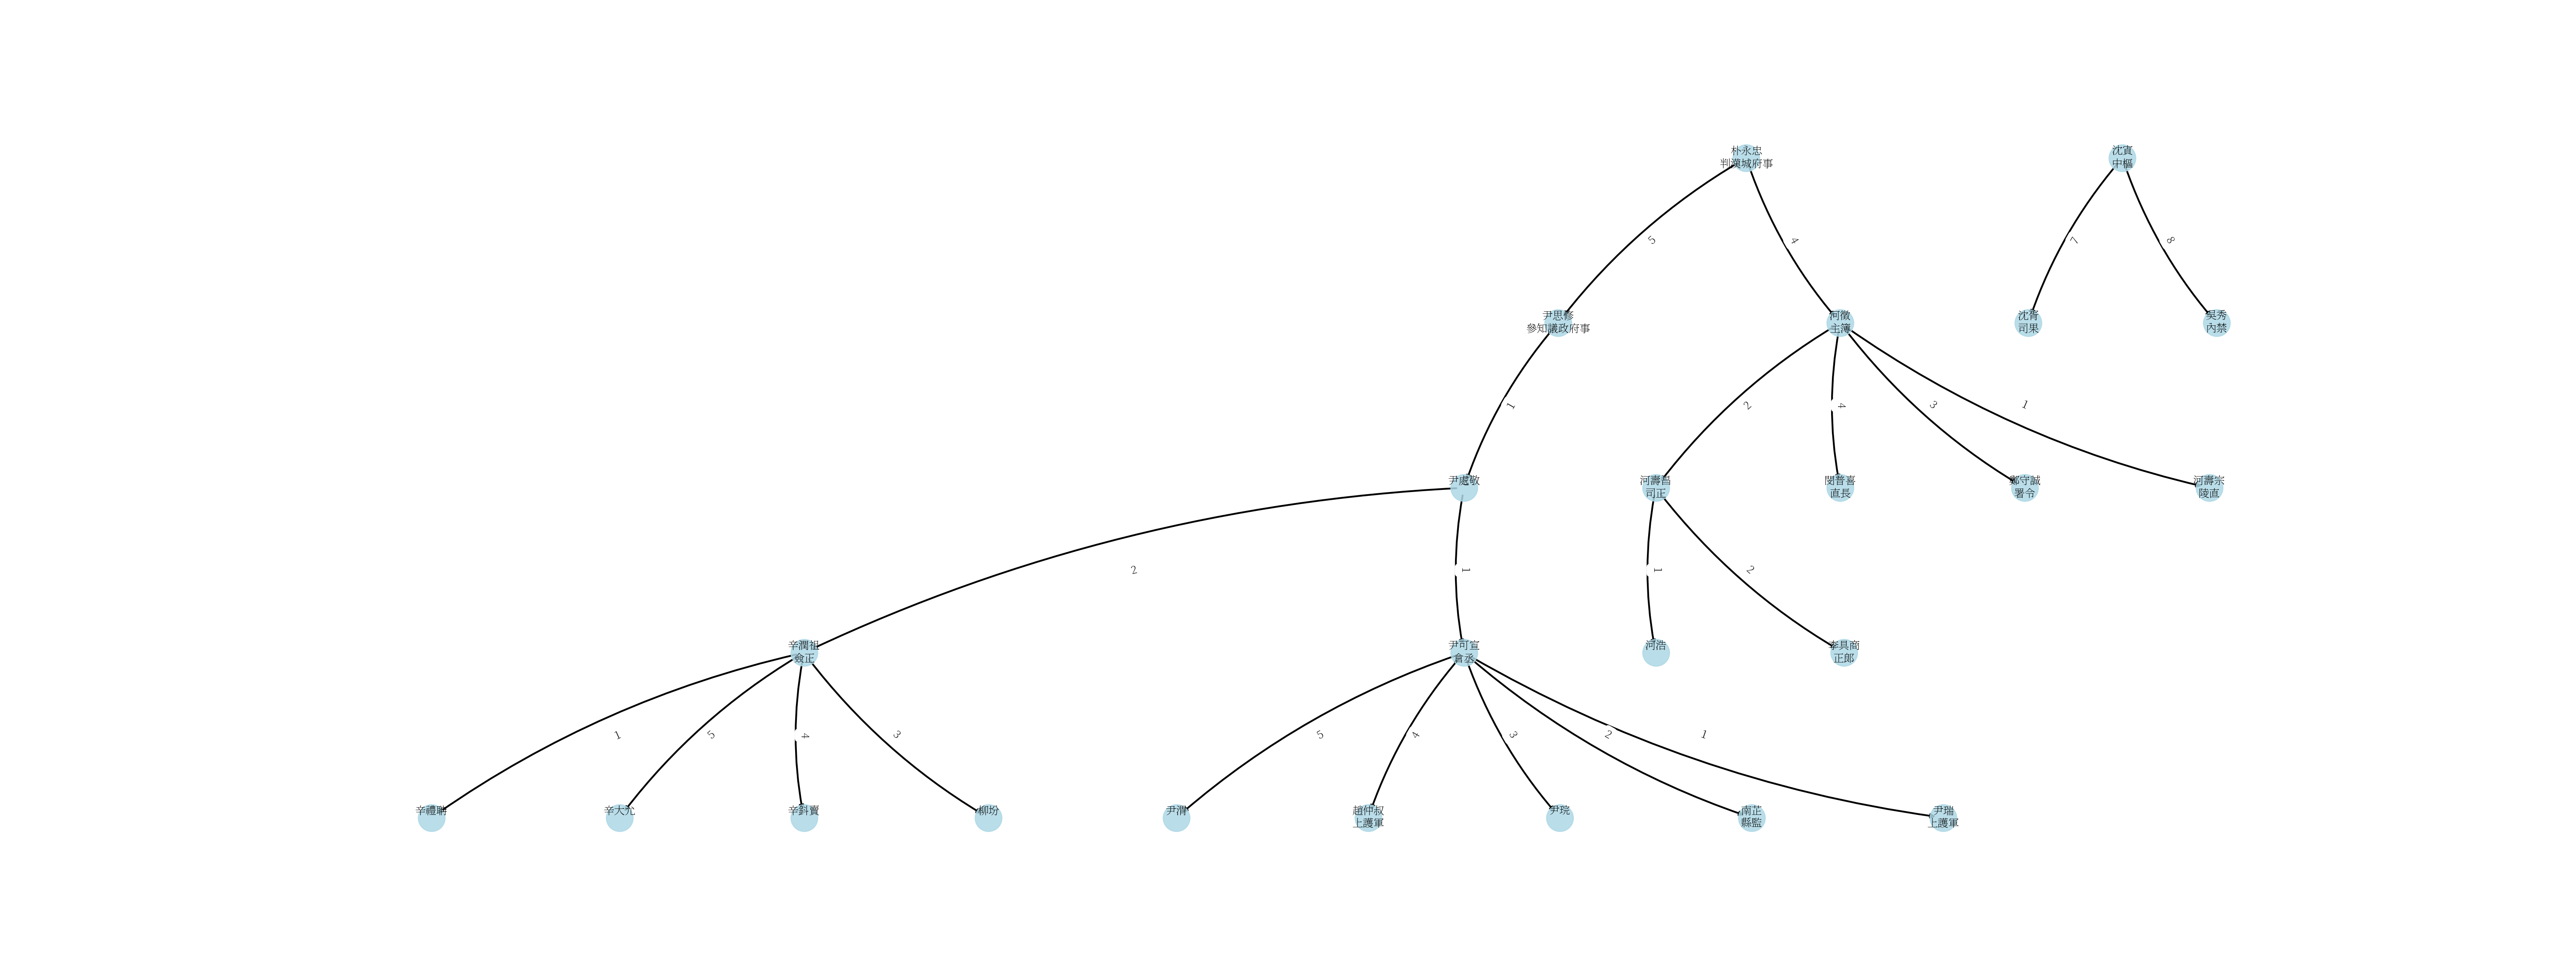 朴永忠
判漢城府事
沈寘
中樞
5
4
7
8
尹思修
參知議政府事
河徵
主簿
沈胥
司果
吳秀
內禁
1
2
4
3
1
尹處敬
河壽昌
司正
閔普喜
直長
鄭守誠
署令
河壽宗
陵直
2
1
1
2
辛潤祖
僉正
尹可宣
倉丞
河浩
李具商
正郎
1
5
4
3
5
4
3
2
1
辛禮聃
辛大允
辛斜賣
柳坋
尹渭
趙仲叔
上護軍
尹琓
南芷
縣監
尹瑞
上護軍